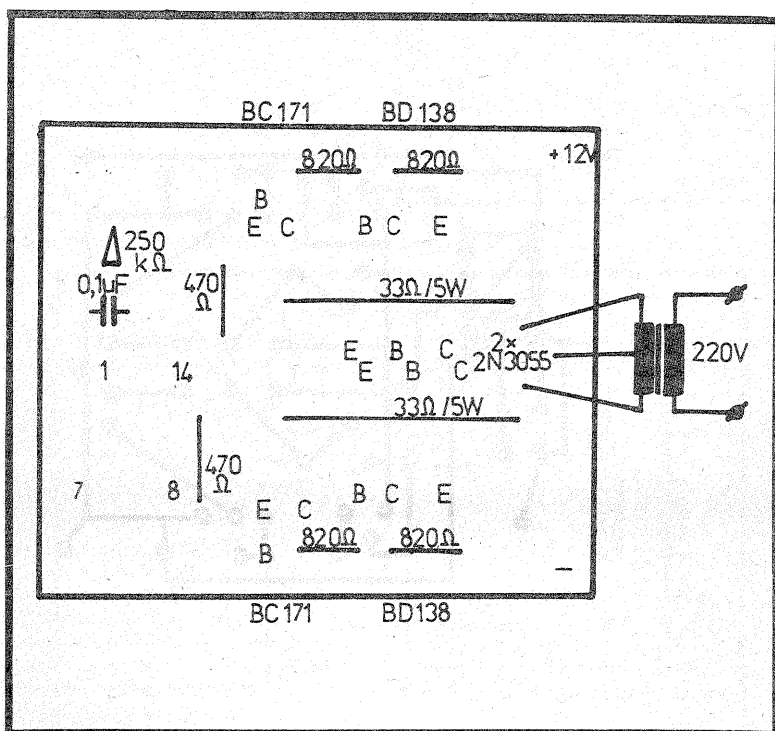 BC171 BD138
820Ω 820Ω +12V
B
E C B C E
250
kΩ
0,1µF 470
Ω
33Ω/5W
E B C 2×
E B C 2N3055
1 14 220V
33Ω/5W
470
Ω
7 8 B C E
E C
B 820Ω 820Ω −
BC171 BD138